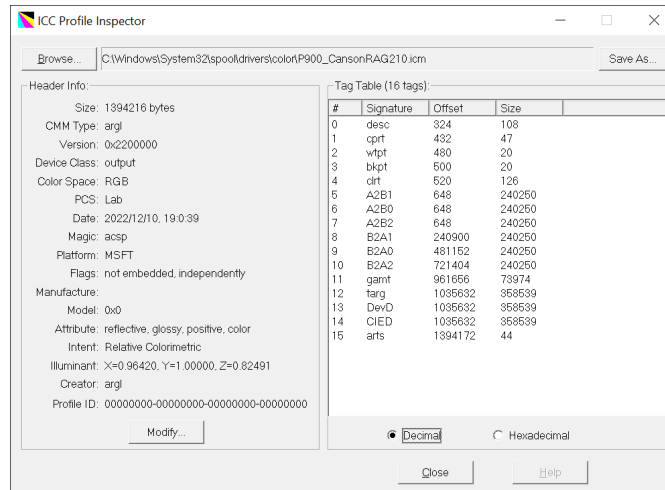 ICC Profile Inspector
Browse... C:\Windows\System32\spool\drivers\color\P900_CansonRAG210.icm Save As...
Header Info:
Size: 1394216 bytes
CMM Type: argl
Version: 0x2200000
Device Class: output
Color Space: RGB
PCS: Lab
Date: 2022/12/10, 19:0:39
Magic: acsp
Platform: MSFT
Flags: not embedded, independently
Manufacture:
Model: 0x0
Attribute: reflective, glossy, positive, color
Intent: Relative Colorimetric
Illuminant: X=0.96420, Y=1.00000, Z=0.82491
Creator: argl
Profile ID: 00000000-00000000-00000000-00000000
Modify...
Tag Table (16 tags):
# Signature Offset Size
0 desc 324 108
1 cprt 432 47
2 wtpt 480 20
3 bkpt 500 20
4 clrt 520 126
5 A2B1 648 240250
6 A2B0 648 240250
7 A2B2 648 240250
8 B2A1 240900 240250
9 B2A0 481152 240250
10 B2A2 721404 240250
11 gamt 961656 73974
12 targ 1035632 358539
13 DevD 1035632 358539
14 CIED 1035632 358539
15 arts 1394172 44
Decimal Hexadecimal
Close Help